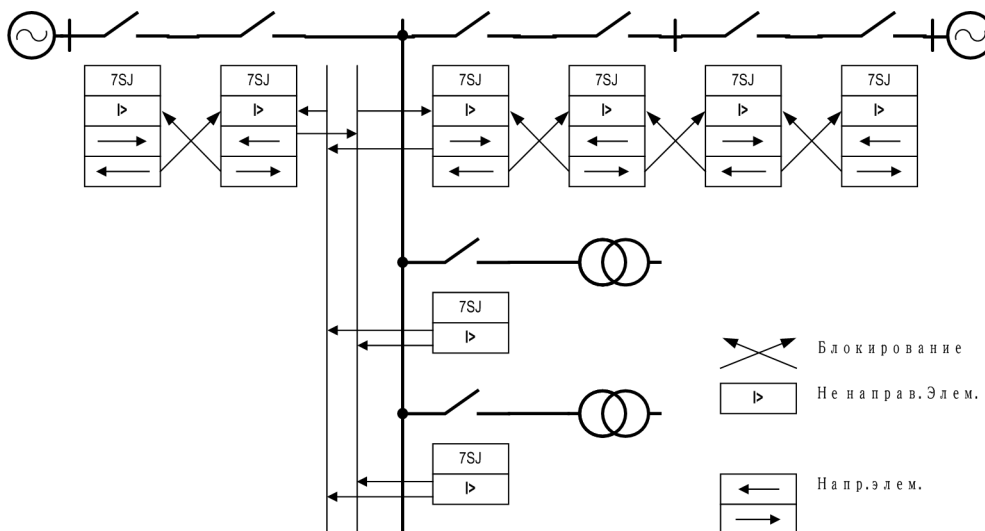 7SJ 7SJ 7SJ 7SJ 7SJ 7SJ
I> I> I> I> I> I>
7SJ
I>
Блокирование
Не направ.Элем.
I>
7SJ
I>
Напр.элем.